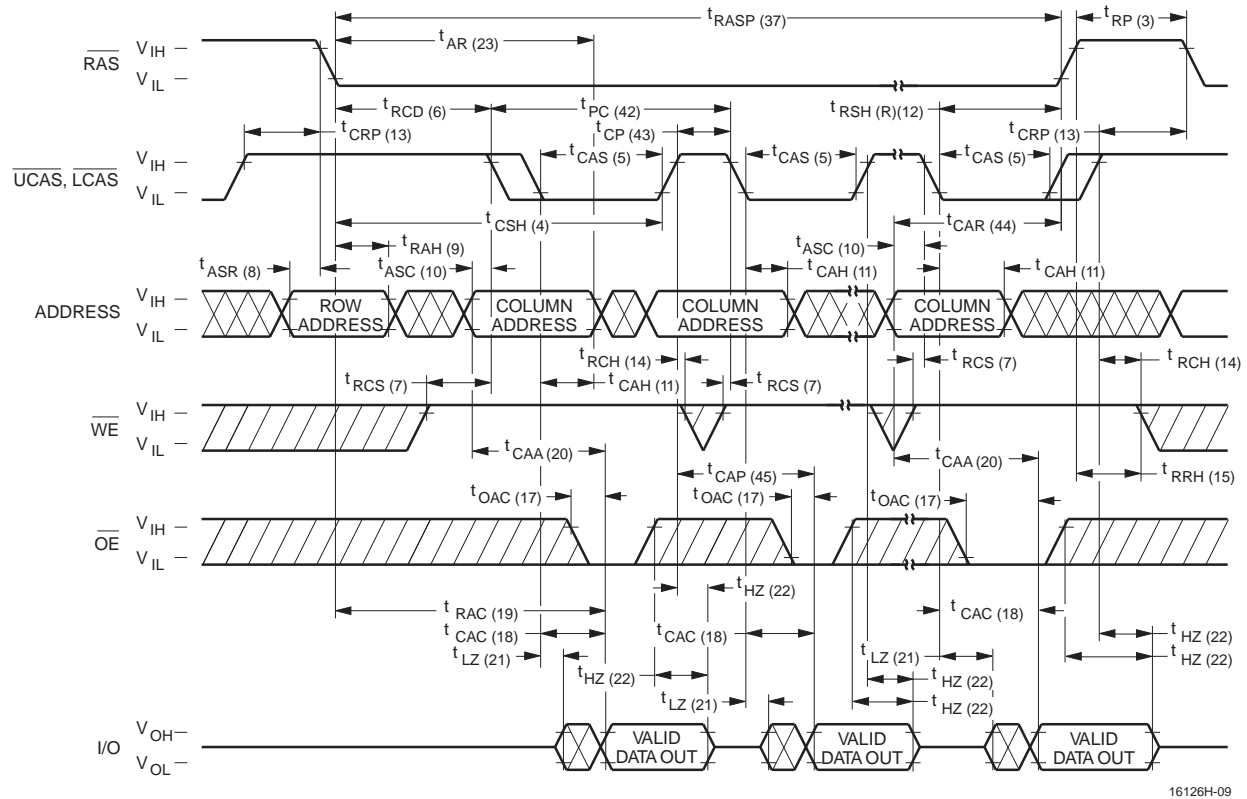 t RASP (37)
t RP (3)
t AR (23)
RAS
V IH
V IL
t RCD (6)
t PC (42)
t RSH (R)(12)
t CRP (13)
t CP (43)
t CRP (13)
UCAS, LCAS
V IH
V IL
t CAS (5)
t CAS (5)
t CAS (5)
t CSH (4)
t CAR (44)
t RAH (9)
t ASC (10)
t ASR (8)
t ASC (10)
t CAH (11)
t CAH (11)
ADDRESS
V IH
V IL
ROW
ADDRESS
COLUMN
ADDRESS
COLUMN
ADDRESS
COLUMN
ADDRESS
t RCH (14)
t RCS (7)
t RCH (14)
t RCS (7)
t CAH (11)
t RCS (7)
WE
V IH
V IL
t CAA (20)
t CAA (20)
t CAP (45)
t RRH (15)
t OAC (17)
t OAC (17)
t OAC (17)
OE
V IH
V IL
t HZ (22)
t RAC (19)
t CAC (18)
t CAC (18)
t CAC (18)
t HZ (22)
t LZ (21)
t LZ (21)
t HZ (22)
t HZ (22)
t HZ (22)
t LZ (21)
t HZ (22)
I/O
V OH
V OL
VALID
DATA OUT
VALID
DATA OUT
VALID
DATA OUT
16126H-09